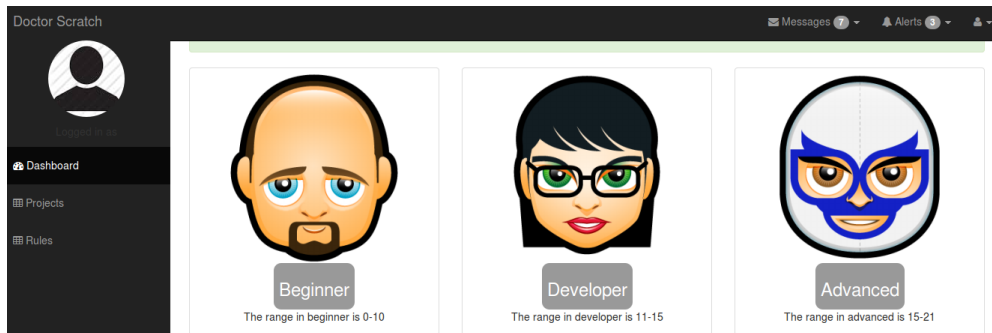 Doctor Scratch
Messages 7
Alerts 3
Logged in as
Dashboard
Projects
Rules
Beginner
The range in beginner is 0-10
Developer
The range in developer is 11-15
Advanced
The range in advanced is 15-21